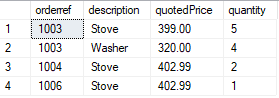 orderref description quotedPrice quantity
1 1003 Stove 399.00 5
2 1003 Washer 320.00 4
3 1004 Stove 402.99 2
4 1006 Stove 402.99 1